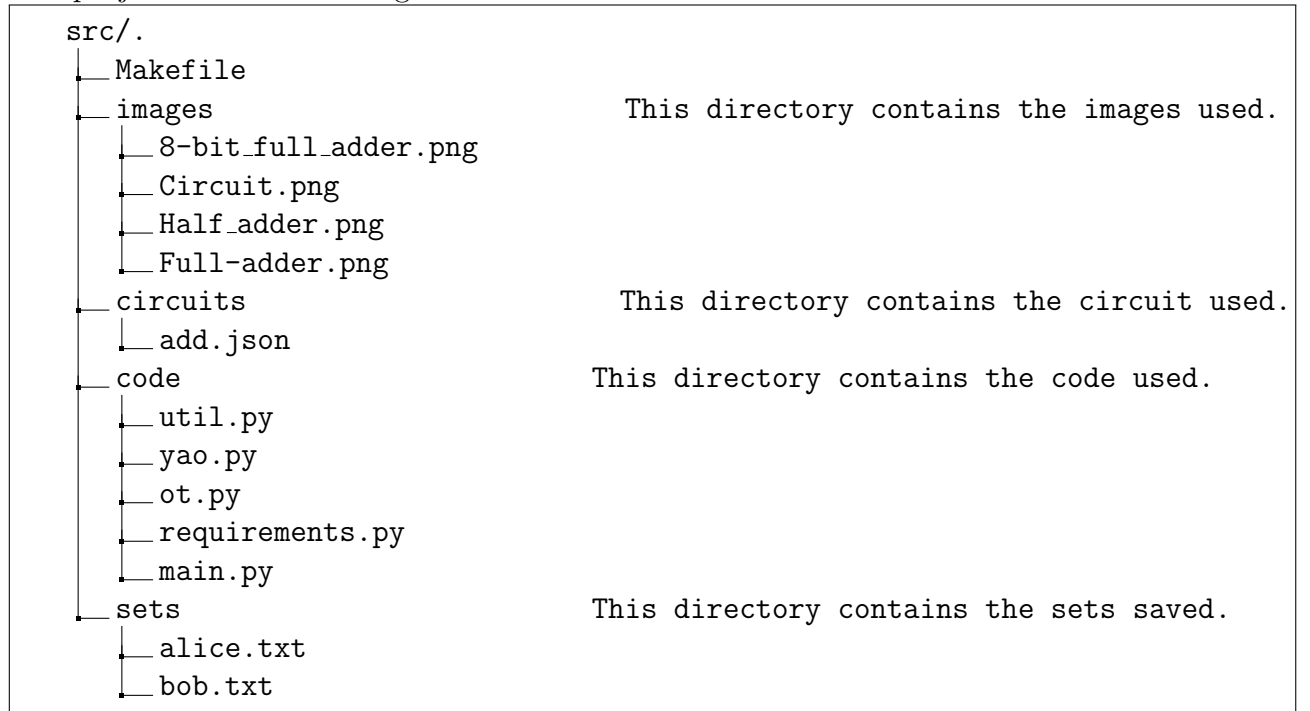 src/.
Makefile
images This directory contains the images used.
8-bit_full_adder.png
Circuit.png
Half_adder.png
Full-adder.png
circuits This directory contains the circuit used.
add.json
code This directory contains the code used.
util.py
yao.py
ot.py
requirements.py
main.py
sets This directory contains the sets saved.
alice.txt
bob.txt